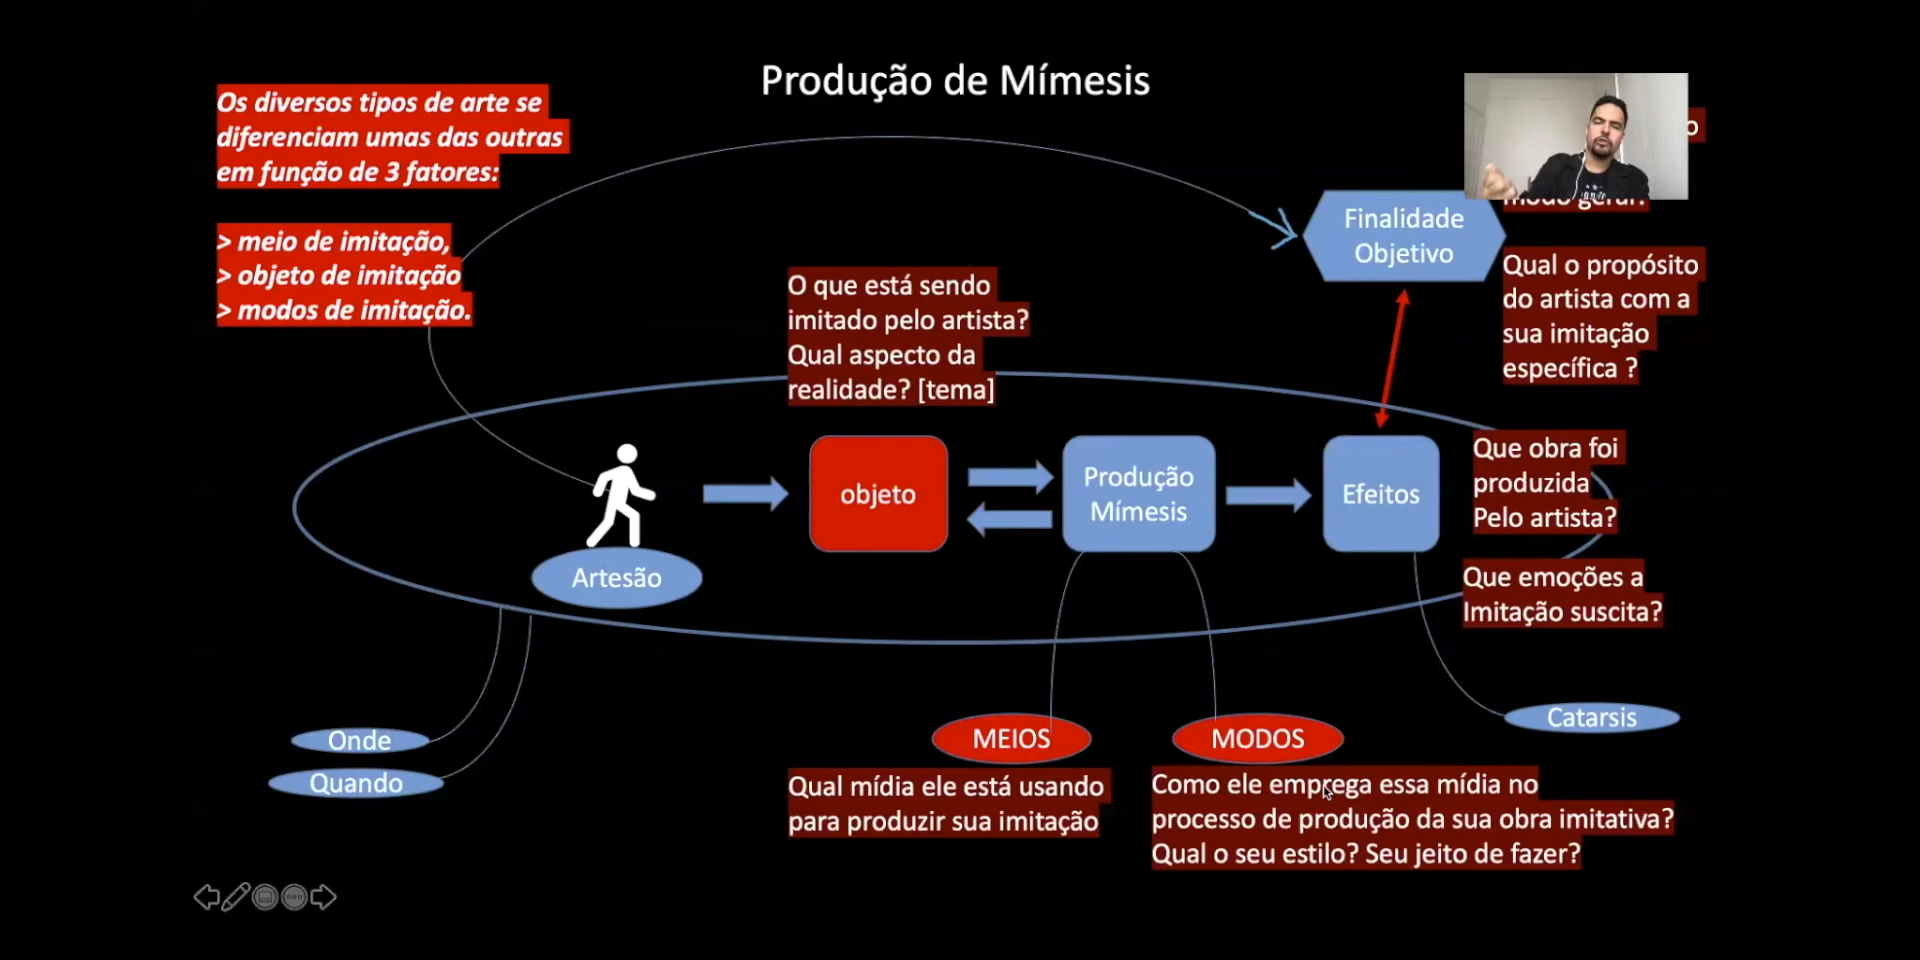 Produção de Mímesis
Os diversos tipos de arte se
diferenciam umas das outras
em função de 3 fatores:
> meio de imitação,
> objeto de imitação
> modos de imitação.
Finalidade
Objetivo
modo geral?
Qual o propósito
do artista com a
sua imitação
específica ?
O que está sendo
imitado pelo artista?
Qual aspecto da
realidade? [tema]
Artesão
objeto
Produção
Mímesis
Efeitos
Que obra foi
produzida
Pelo artista?
Que emoções a
Imitação suscita?
Onde
Quando
MEIOS
Qual mídia ele está usando
para produzir sua imitação
MODOS
Como ele emprega essa mídia no
processo de produção da sua obra imitativa?
Qual o seu estilo? Seu jeito de fazer?
Catarsis